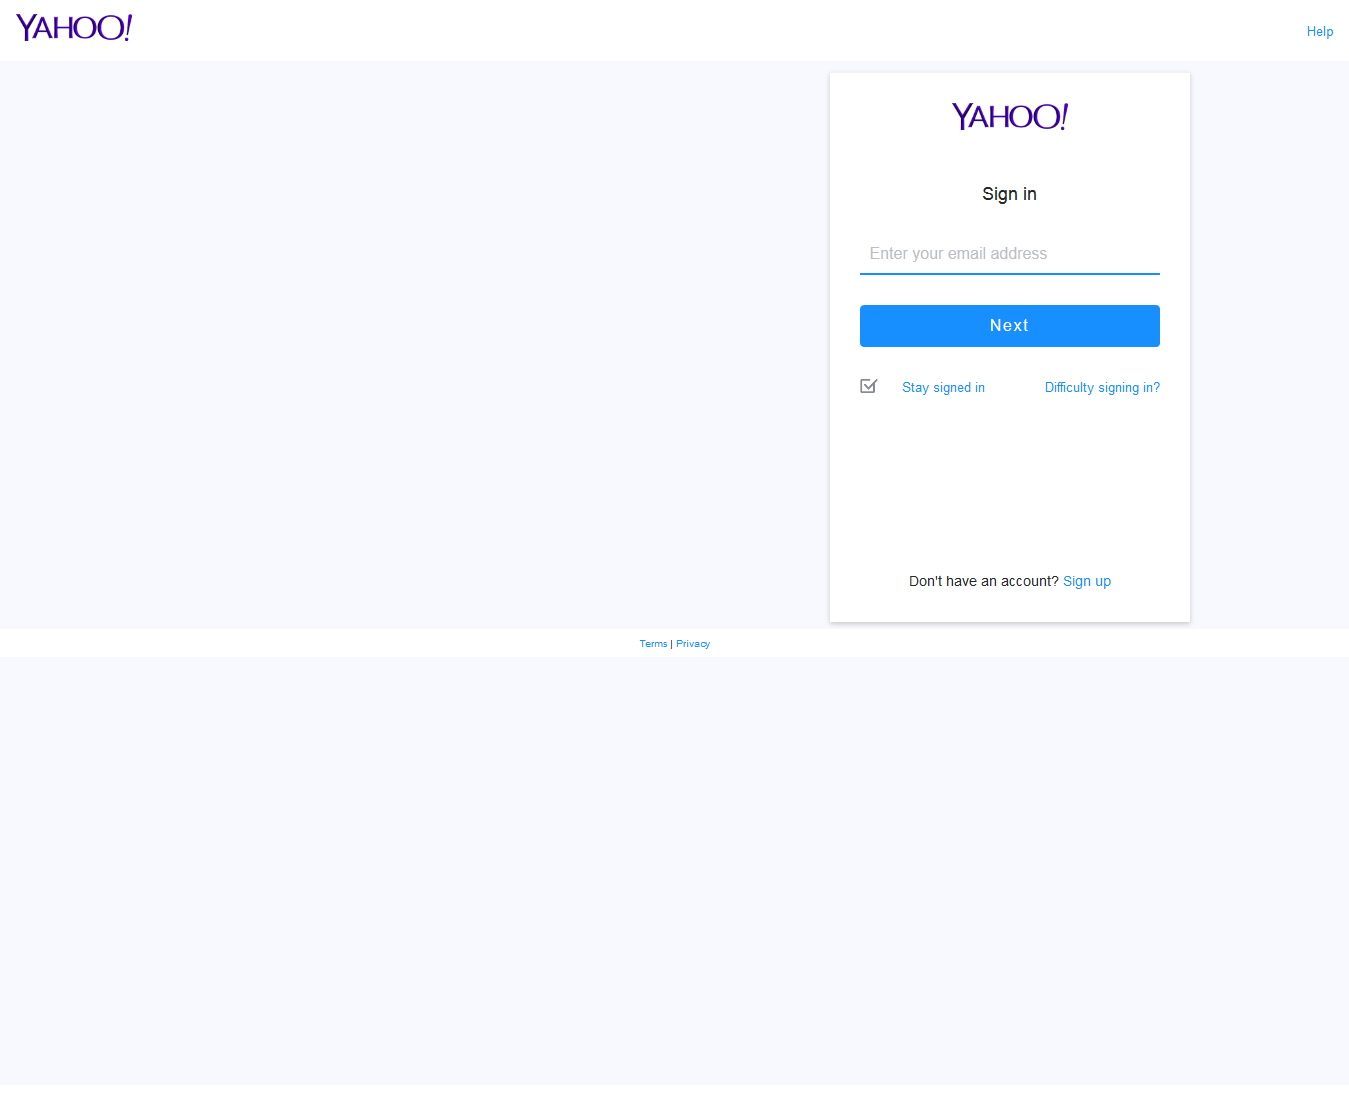 YAHOO!
Help
YAHOO!
Sign in
Enter your email address
Next
Stay signed in
Difficulty signing in?
Don't have an account? Sign up
Terms | Privacy